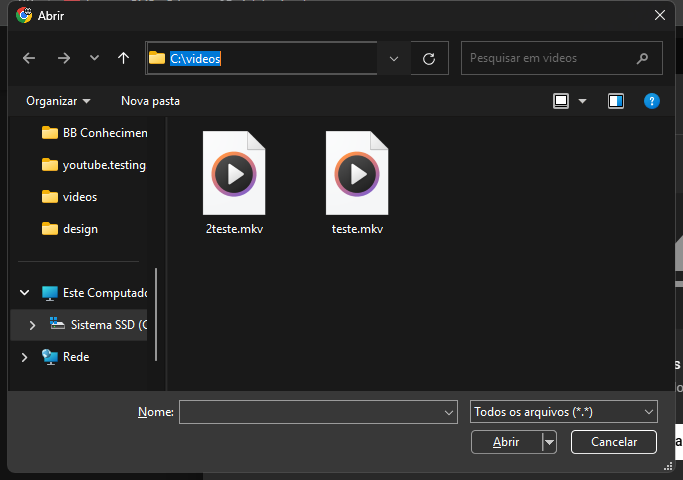 Abrir
C:\videos
Pesquisar em videos
Organizar
Nova pasta
BB Conhecimen
youtube.testing
videos
design
Este Computado
Sistema SSD (C
Rede
2teste.mkv
teste.mkv
Nome:
Todos os arquivos (*.*)
Abrir
Cancelar